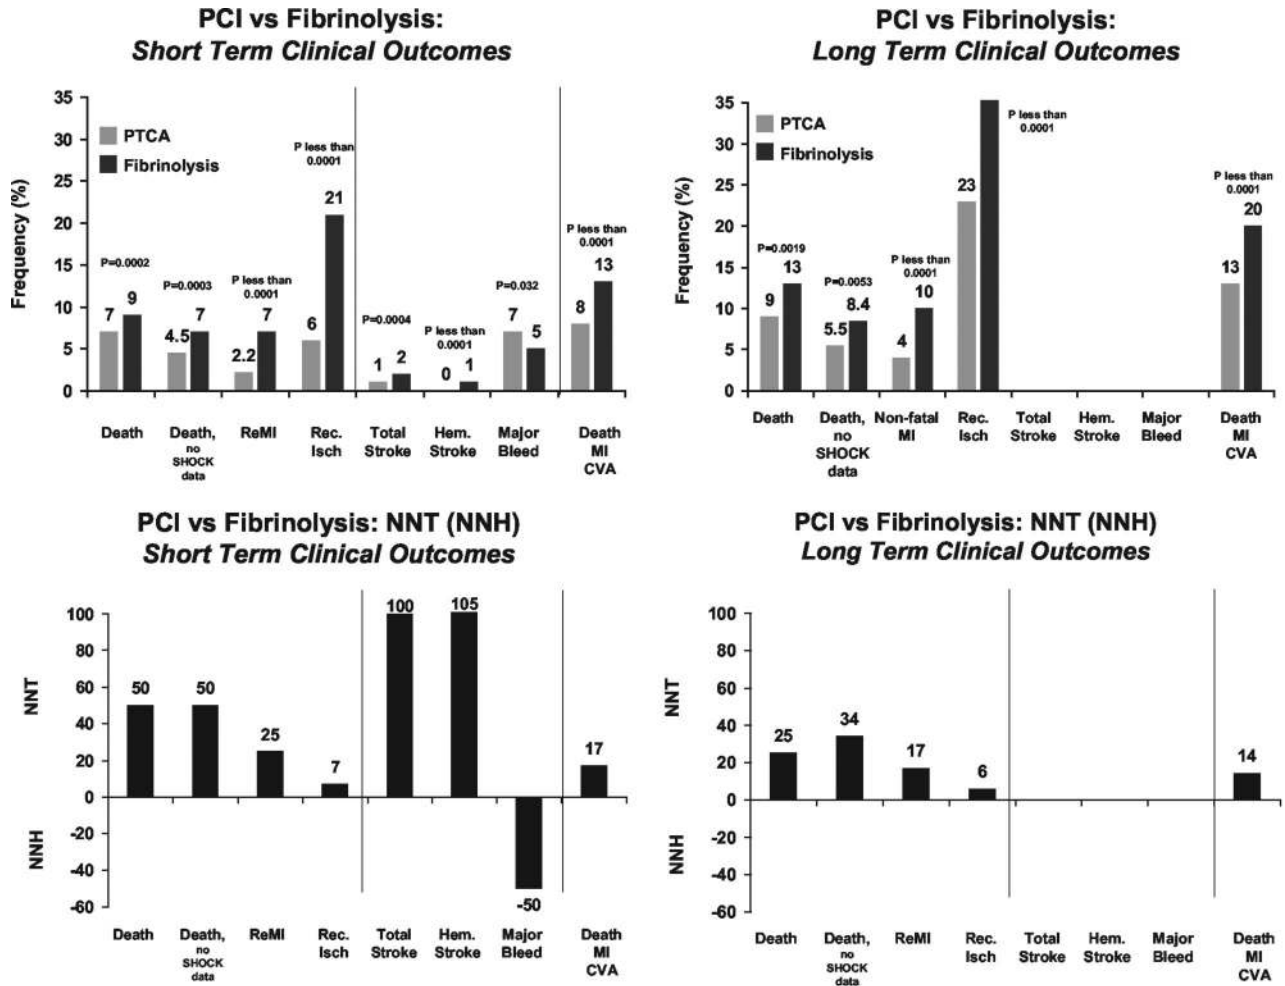 PCI vs Fibrinolysis:
Short Term Clinical Outcomes
35
30
25
20
15
10
5
0
Frequency (%)
PTCA
Fibrinolysis
P=0.0002
7
9
P=0.0003
4.5
7
P less than
0.0001
2.2
7
P less than
0.0001
6
21
P=0.0004
1
2
P less than
0.0001
0
1
P=0.032
7
5
P less than
0.0001
8
13
Death
Death,
no
SHOCK
data
ReMI
Rec.
Isch
Total
Stroke
Hem.
Stroke
Major
Bleed
Death
MI
CVA
PCI vs Fibrinolysis:
Long Term Clinical Outcomes
35
30
25
20
15
10
5
0
Frequency (%)
PTCA
Fibrinolysis
P=0.0019
9
13
P=0.0053
5.5
8.4
P less than
0.0001
4
10
23
P less than
0.0001
P less than
0.0001
13
20
Death
Death,
no
SHOCK
data
Non-fatal
MI
Rec.
Isch
Total
Stroke
Hem.
Stroke
Major
Bleed
Death
MI
CVA
PCI vs Fibrinolysis: NNT (NNH)
Short Term Clinical Outcomes
100
80
60
40
20
0
-20
-40
-60
NNT
NNH
50
50
25
7
100
105
-50
17
Death
Death,
no
SHOCK
data
ReMI
Rec.
Isch
Total
Stroke
Hem.
Stroke
Major
Bleed
Death
MI
CVA
PCI vs Fibrinolysis: NNT (NNH)
Long Term Clinical Outcomes
100
80
60
40
20
0
-20
-40
-60
NNT
NNH
25
34
17
6
14
Death
Death,
no
SHOCK
data
ReMI
Rec.
Isch
Total
Stroke
Hem.
Stroke
Major
Bleed
Death
MI
CVA